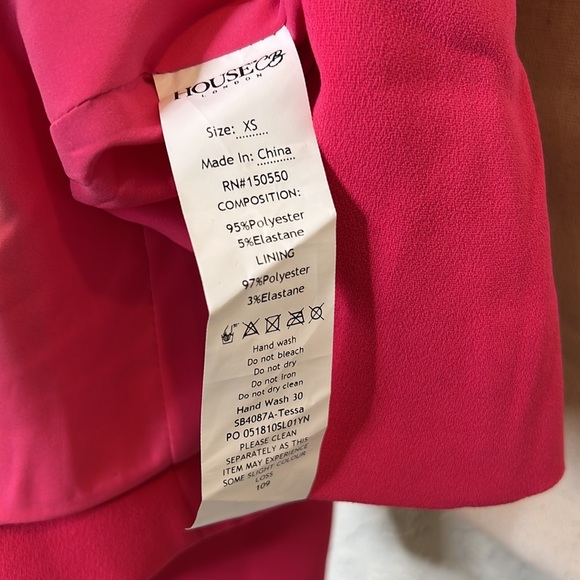 HOUSE CB
LONDON
Size: XS
Made In: China
RN#150550
COMPOSITION:
95%Polyester
5%Elastane
LINING
97%Polyester
3%Elastane
Hand wash
Do not bleach
Do not dry
Do not Iron
Do not dry clean
Hand Wash 30
SB4087A-Tessa
PO 051810SL01YN
PLEASE CLEAN
SEPARATELY AS THIS
ITEM MAY EXPERIENCE
SOME SLIGHT COLOUR
LOSS
109